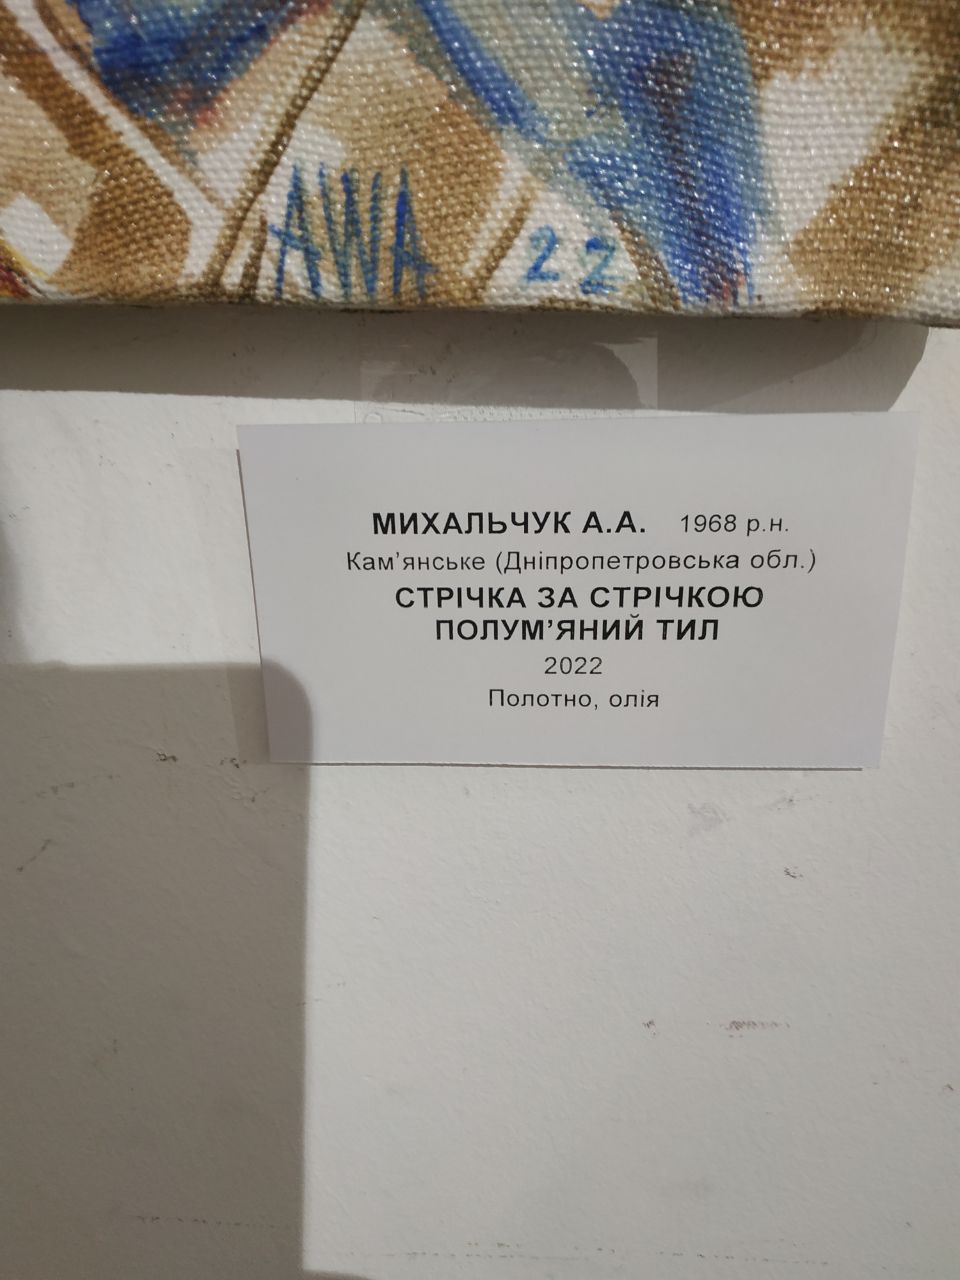 AWA 22
МИХАЛЬЧУК А.А. 1968 р.н.
Кам'янське (Дніпропетровська обл.)
СТРІЧКА ЗА СТРІЧКОЮ
ПОЛУМ'ЯНИЙ ТИЛ
2022
Полотно, олія